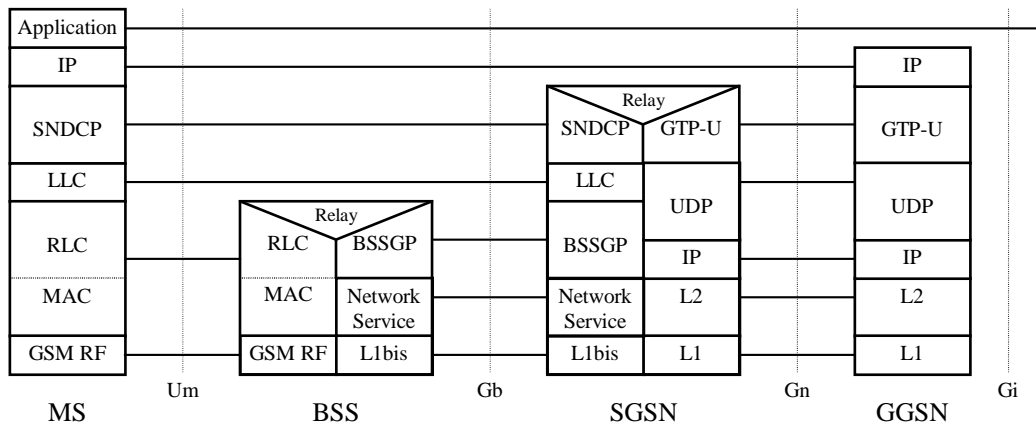 Application
IP IP
Relay
SNDCP SNDCP GTP-U GTP-U
LLC LLC
UDP UDP
Relay
RLC RLC BSSGP BSSGP
IP IP
MAC MAC Network Service Network Service L2 L2
GSM RF GSM RF L1bis L1bis L1 L1
Um Gb Gn Gi
MS BSS SGSN GGSN